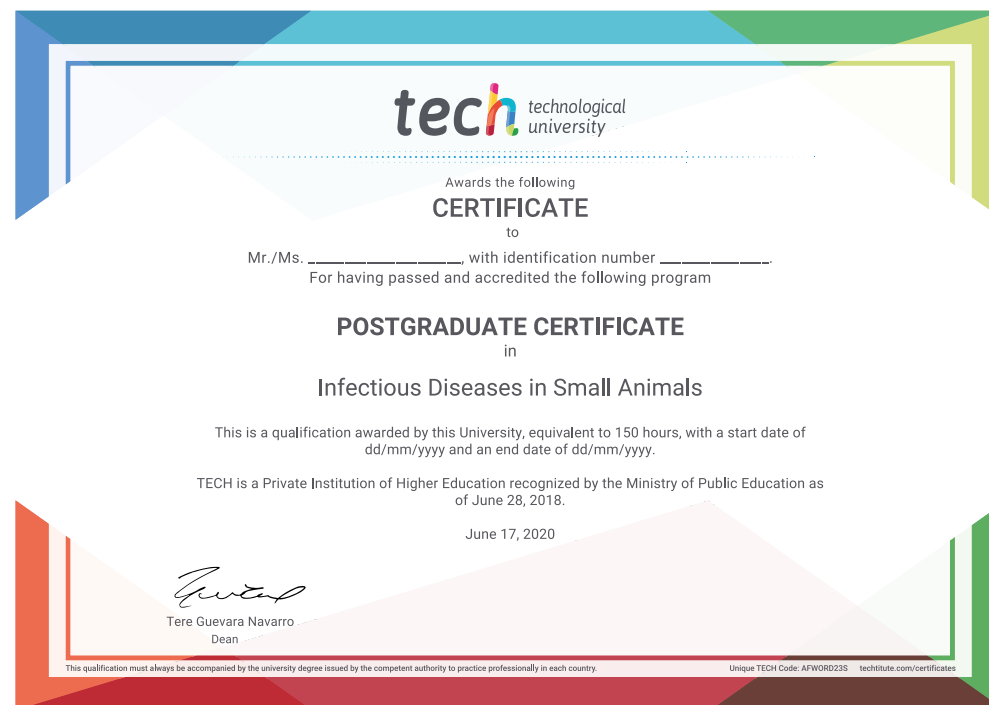 tech technological
university
Awards the following
CERTIFICATE
to
Mr./Ms. ____________________, with identification number ______________.
For having passed and accredited the following program
POSTGRADUATE CERTIFICATE
in
Infectious Diseases in Small Animals
This is a qualification awarded by this University, equivalent to 150 hours, with a start date of
dd/mm/yyyy and an end date of dd/mm/yyyy.
TECH is a Private Institution of Higher Education recognized by the Ministry of Public Education as
of June 28, 2018.
June 17, 2020
Tere Guevara Navarro
Dean
This qualification must always be accompanied by the university degree issued by the competent authority to practice professionally in each country.
Unique TECH Code: AFWORD23S techtitute.com/certificates